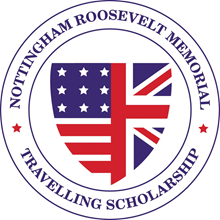 NOTTINGHAM ROOSEVELT MEMORIAL
TRAVELLING SCHOLARSHIP